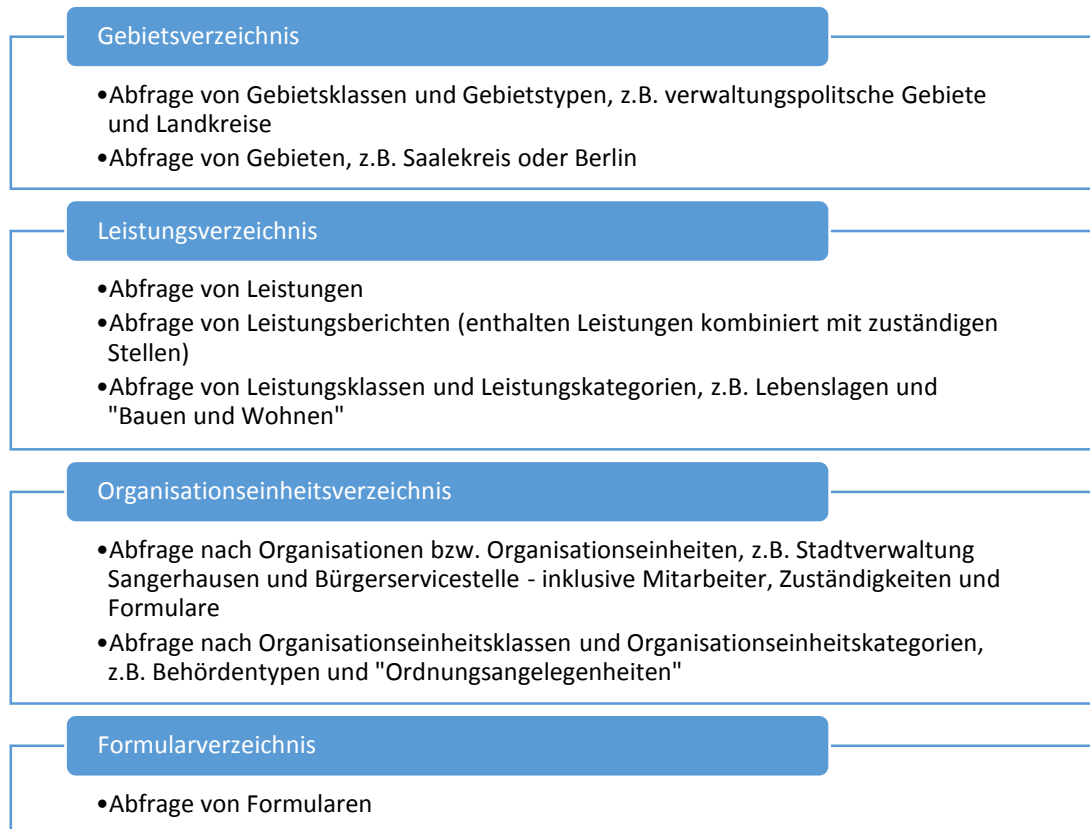 Gebietsverzeichnis
•Abfrage von Gebietsklassen und Gebietstypen, z.B. verwaltungspolitsche Gebiete
und Landkreise
•Abfrage von Gebieten, z.B. Saalekreis oder Berlin
Leistungsverzeichnis
•Abfrage von Leistungen
•Abfrage von Leistungsberichten (enthalten Leistungen kombiniert mit zuständigen
Stellen)
•Abfrage von Leistungsklassen und Leistungskategorien, z.B. Lebenslagen und
"Bauen und Wohnen"
Organisationseinheitsverzeichnis
•Abfrage nach Organisationen bzw. Organisationseinheiten, z.B. Stadtverwaltung
Sangerhausen und Bürgerservicestelle - inklusive Mitarbeiter, Zuständigkeiten und
Formulare
•Abfrage nach Organisationseinheitsklassen und Organisationseinheitskategorien,
z.B. Behördentypen und "Ordnungsangelegenheiten"
Formularverzeichnis
•Abfrage von Formularen